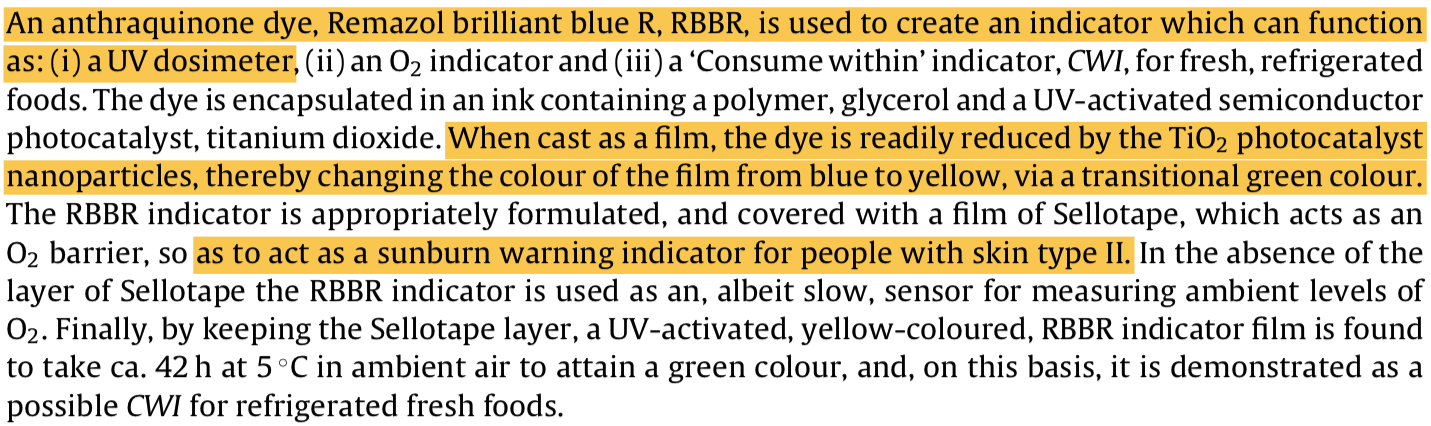 An anthraquinone dye, Remazol brilliant blue R, RBBR, is used to create an indicator which can function
as: (i) a UV dosimeter, (ii) an O₂ indicator and (iii) a ‘Consume within’ indicator, CWI, for fresh, refrigerated
foods. The dye is encapsulated in an ink containing a polymer, glycerol and a UV-activated semiconductor
photocatalyst, titanium dioxide. When cast as a film, the dye is readily reduced by the TiO₂ photocatalyst
nanoparticles, thereby changing the colour of the film from blue to yellow, via a transitional green colour.
The RBBR indicator is appropriately formulated, and covered with a film of Sellotape, which acts as an
O₂ barrier, so as to act as a sunburn warning indicator for people with skin type II. In the absence of the
layer of Sellotape the RBBR indicator is used as an, albeit slow, sensor for measuring ambient levels of
O₂. Finally, by keeping the Sellotape layer, a UV-activated, yellow-coloured, RBBR indicator film is found
to take ca. 42 h at 5 °C in ambient air to attain a green colour, and, on this basis, it is demonstrated as a
possible CWI for refrigerated fresh foods.